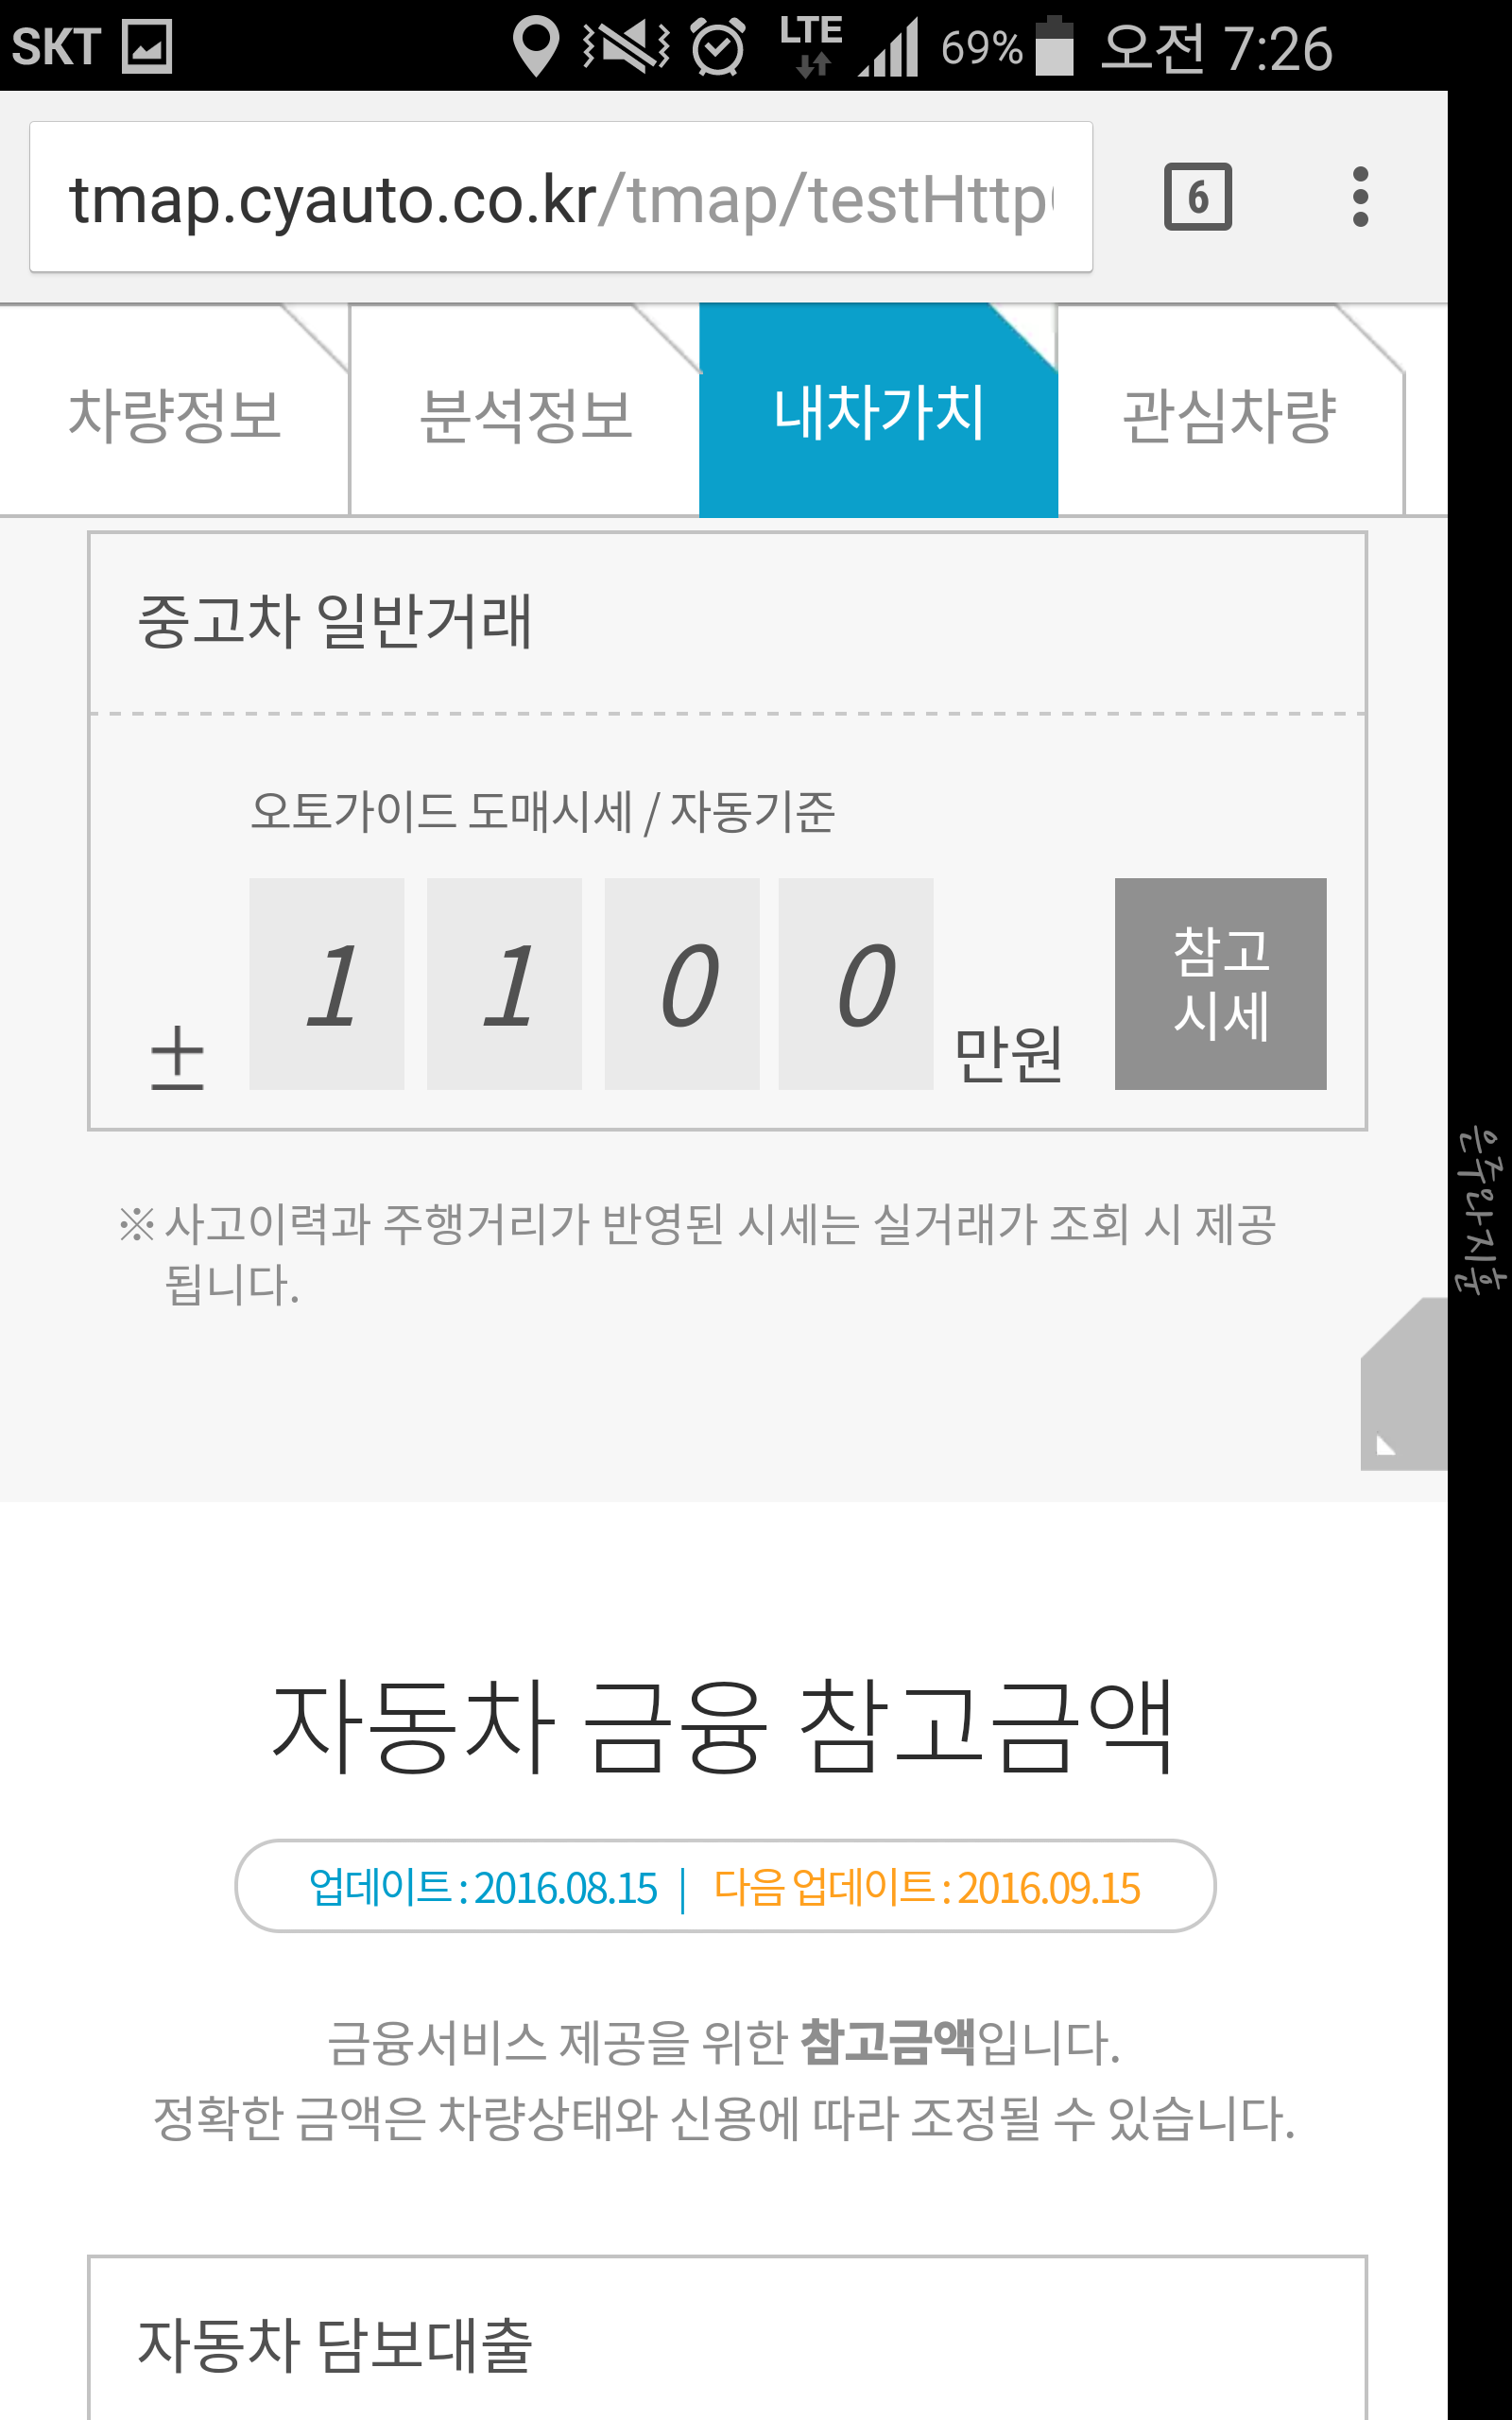 SKT LTE 69% 오전 7:26
tmap.cyauto.co.kr/tmap/testHttp
6
차량정보 분석정보 내차가치 관심차량
중고차 일반거래
오토가이드 도매시세 / 자동기준
± 1 1 0 0 만원
참고
시세
※ 사고이력과 주행거리가 반영된 시세는 실거래가 조회 시 제공
됩니다.
자동차 금융 참고금액
업데이트 : 2016.08.15 | 다음 업데이트 : 2016.09.15
금융서비스 제공을 위한 참고금액입니다.
정확한 금액은 차량상태와 신용에 따라 조정될 수 있습니다.
자동차 담보대출